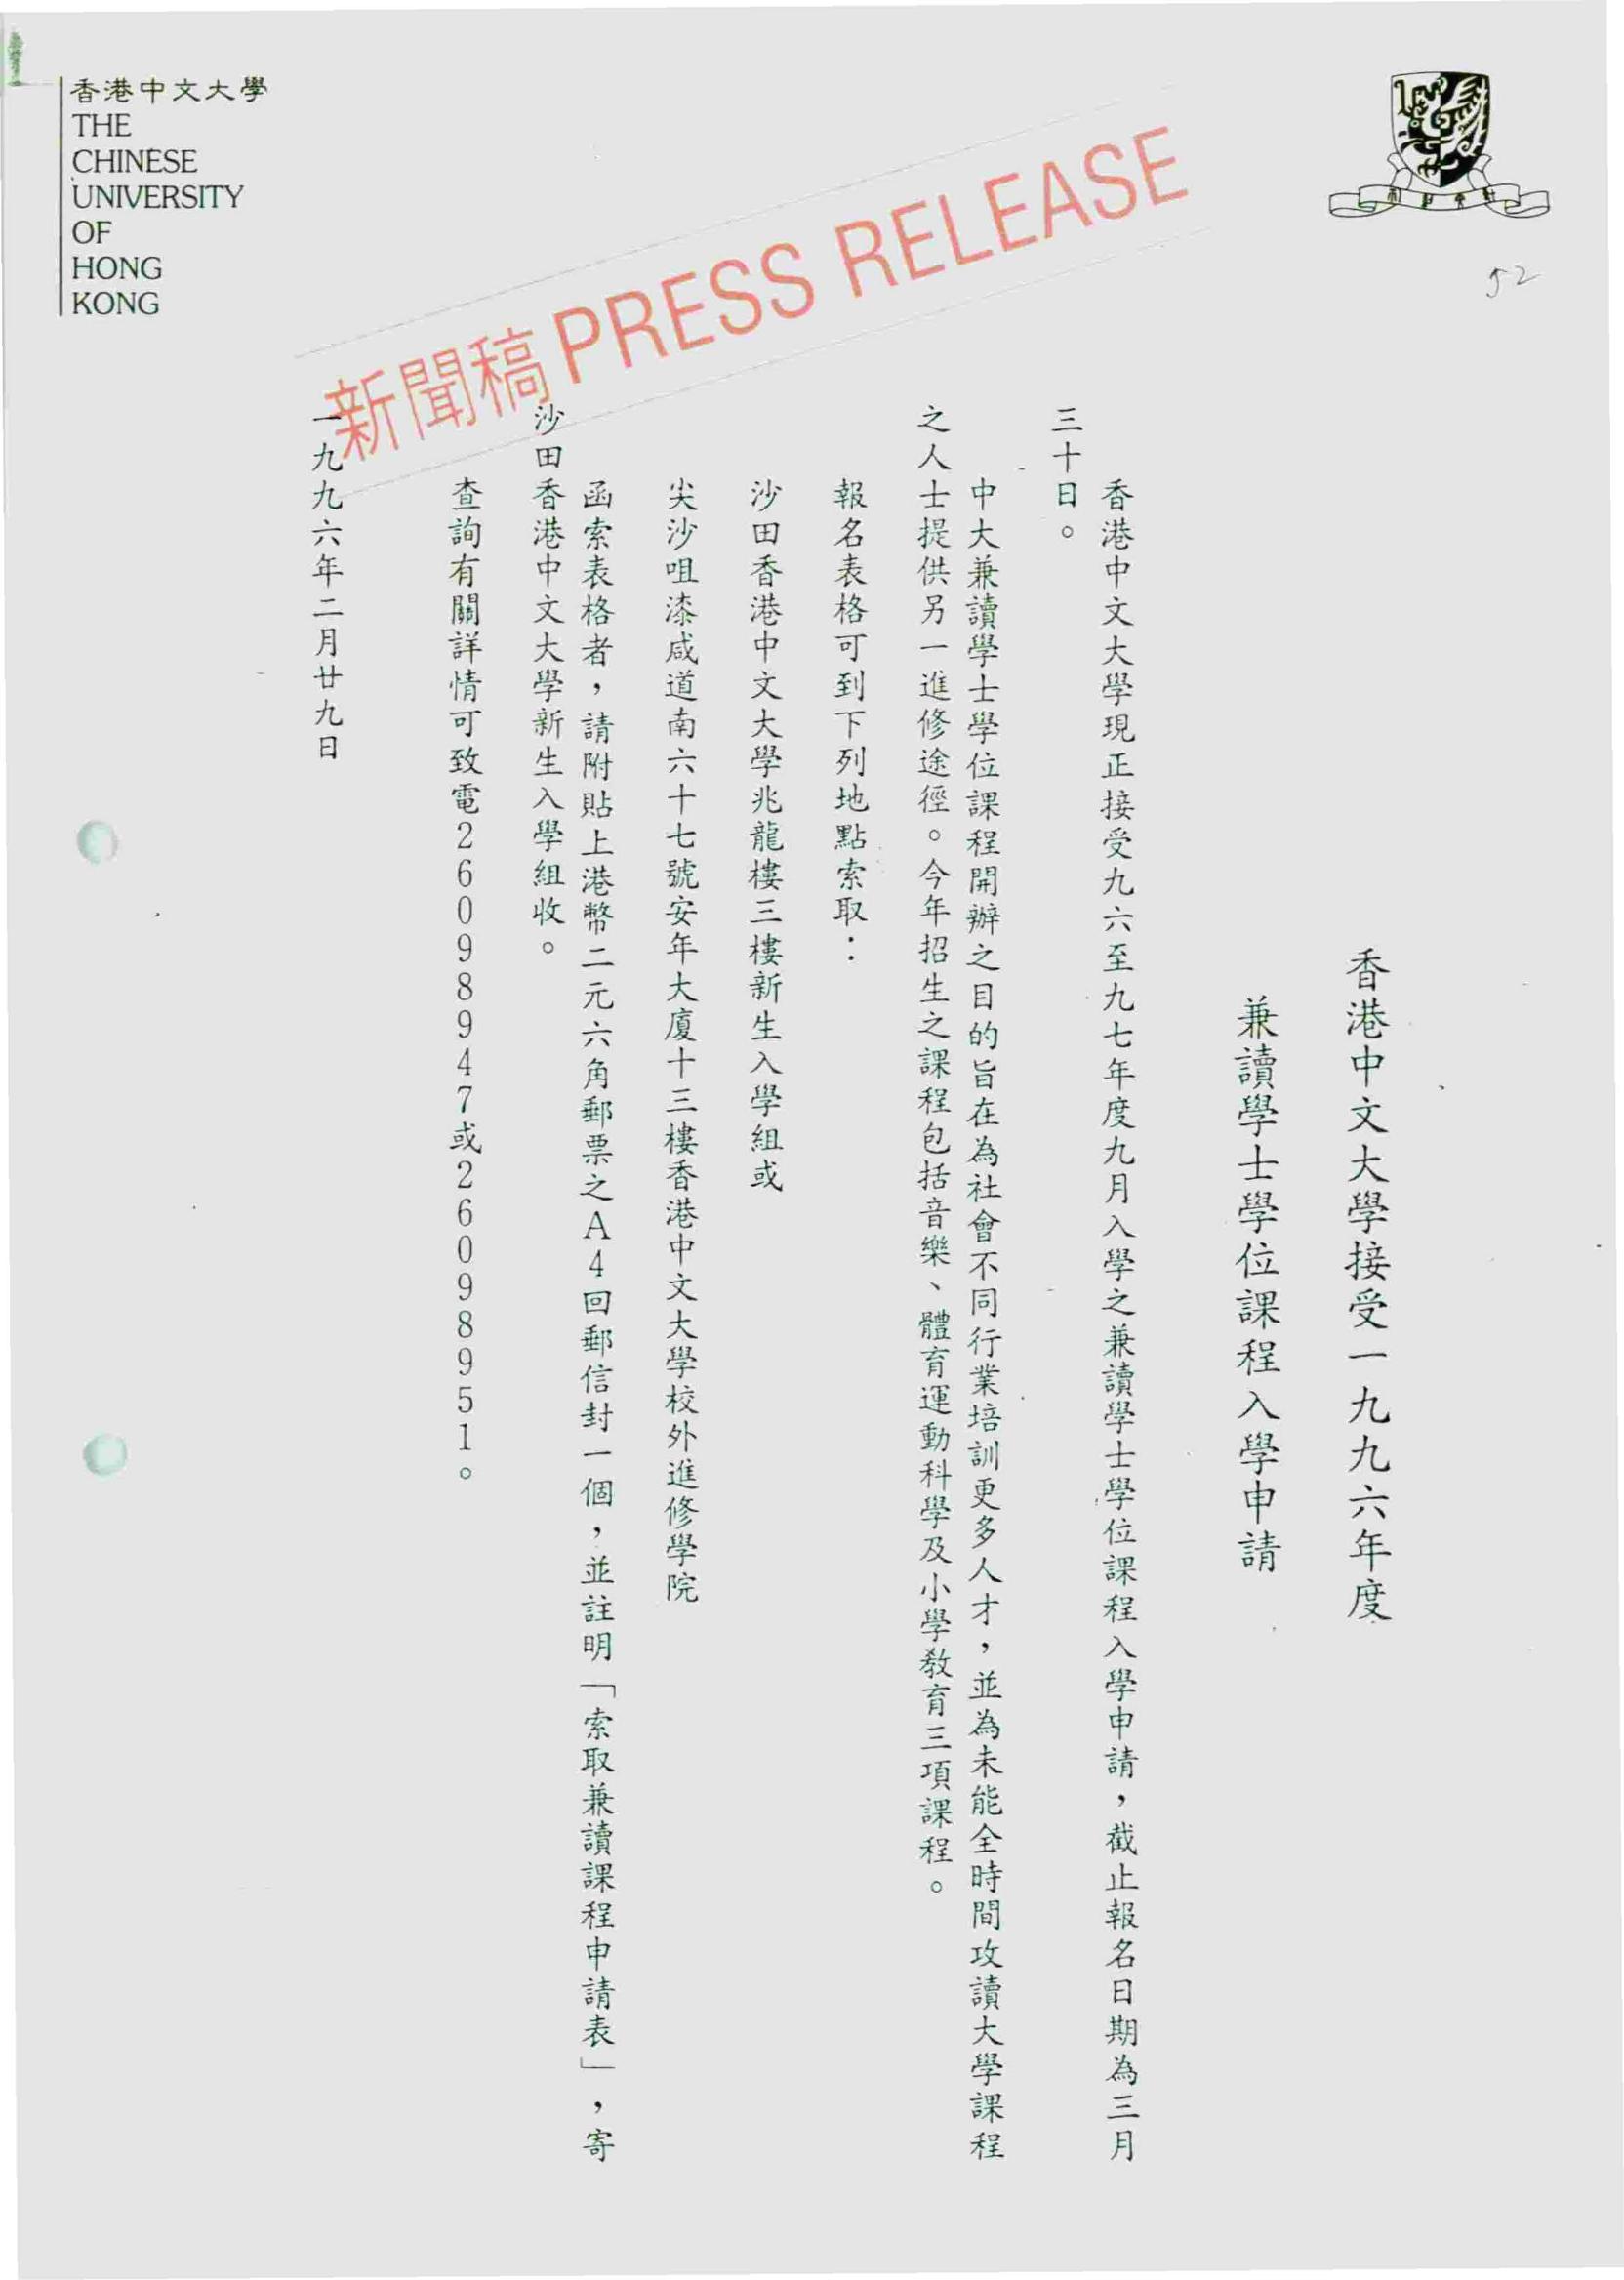 香港中文大學
THE
CHINESE
UNIVERSITY
OF
HONG
KONG
新聞稿 PRESS RELEASE
52
香港中文大學接受一九九六年度
兼讀學士學位課程入學申請
香港中文大學現正接受九六至九七年度九月入學之兼讀學士學位課程入學申請，截止報名日期為三月
三十日。
中大兼讀學士學位課程開辦之目的旨在為社會不同行業培訓更多人才，並為未能全時間攻讀大學課程
之人士提供另一進修途徑。今年招生之課程包括音樂、體育運動科學及小學教育三項課程。
報名表格可到下列地點索取：
沙田香港中文大學兆龍樓三樓新生入學組或
尖沙咀漆咸道南六十七號安年大廈十三樓香港中文大學校外進修學院
函索表格者，請附貼上港幣二元六角郵票之A4回郵信封一個，並註明「索取兼讀課程申請表」，寄
沙田香港中文大學新生入學組收。
查詢有關詳情可致電26098947或26098951。
一九九六年二月廿九日